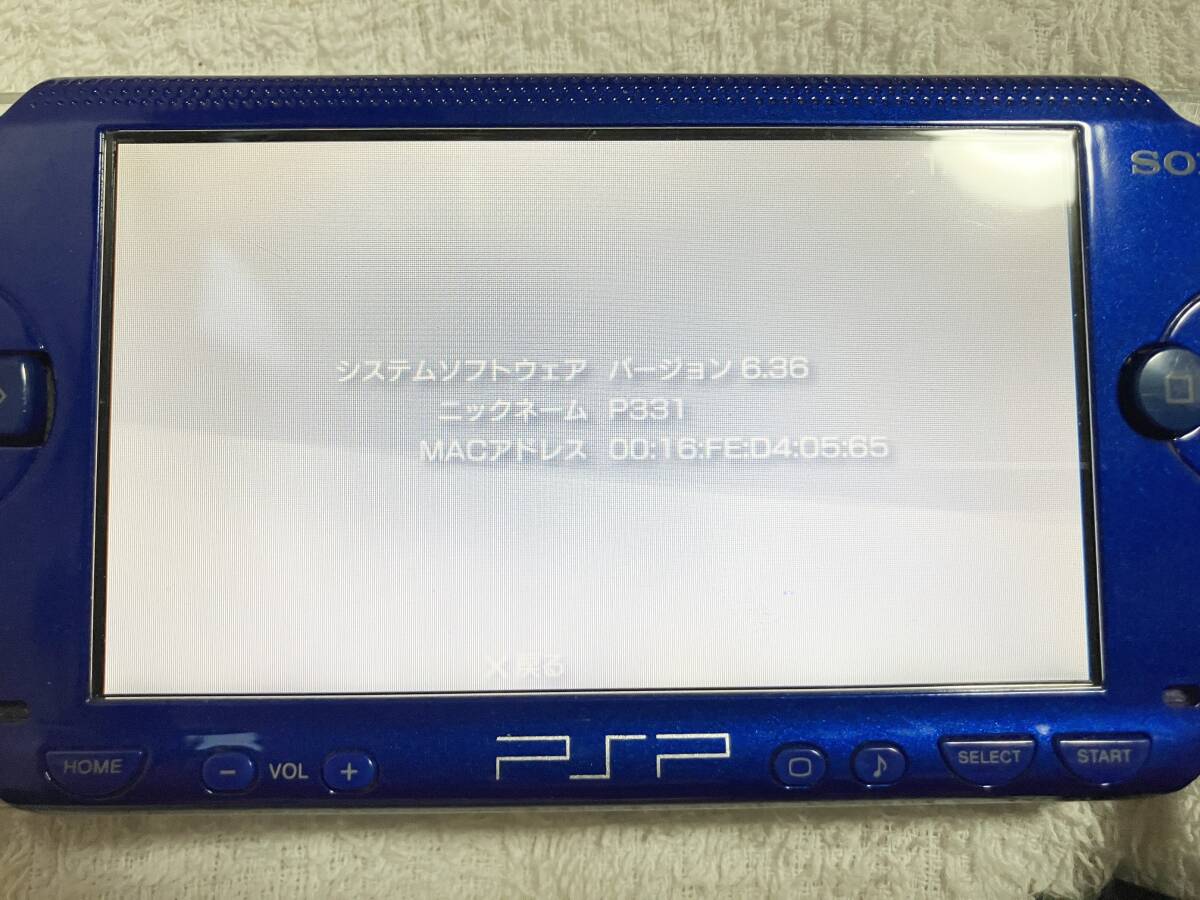 SO
システムソフトウェア バージョン 6.36
ニックネーム P331
MACアドレス 00:16:FE:D4:05:65
×戻る
PSP
HOME
− VOL +
SELECT
START